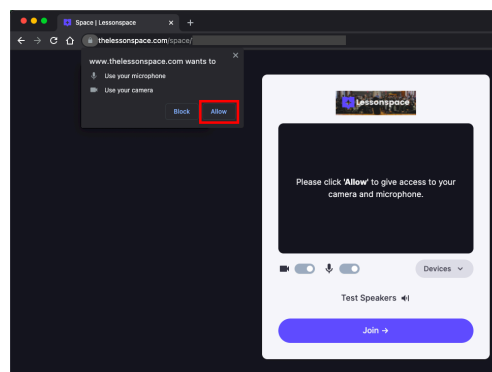 Space | Lessonspace
thelessonspace.com/space/
www.thelessonspace.com wants to
Use your microphone
Use your camera
Block
Allow
Lessonspace
Please click 'Allow' to give access to your
camera and microphone.
Devices
Test Speakers
Join →